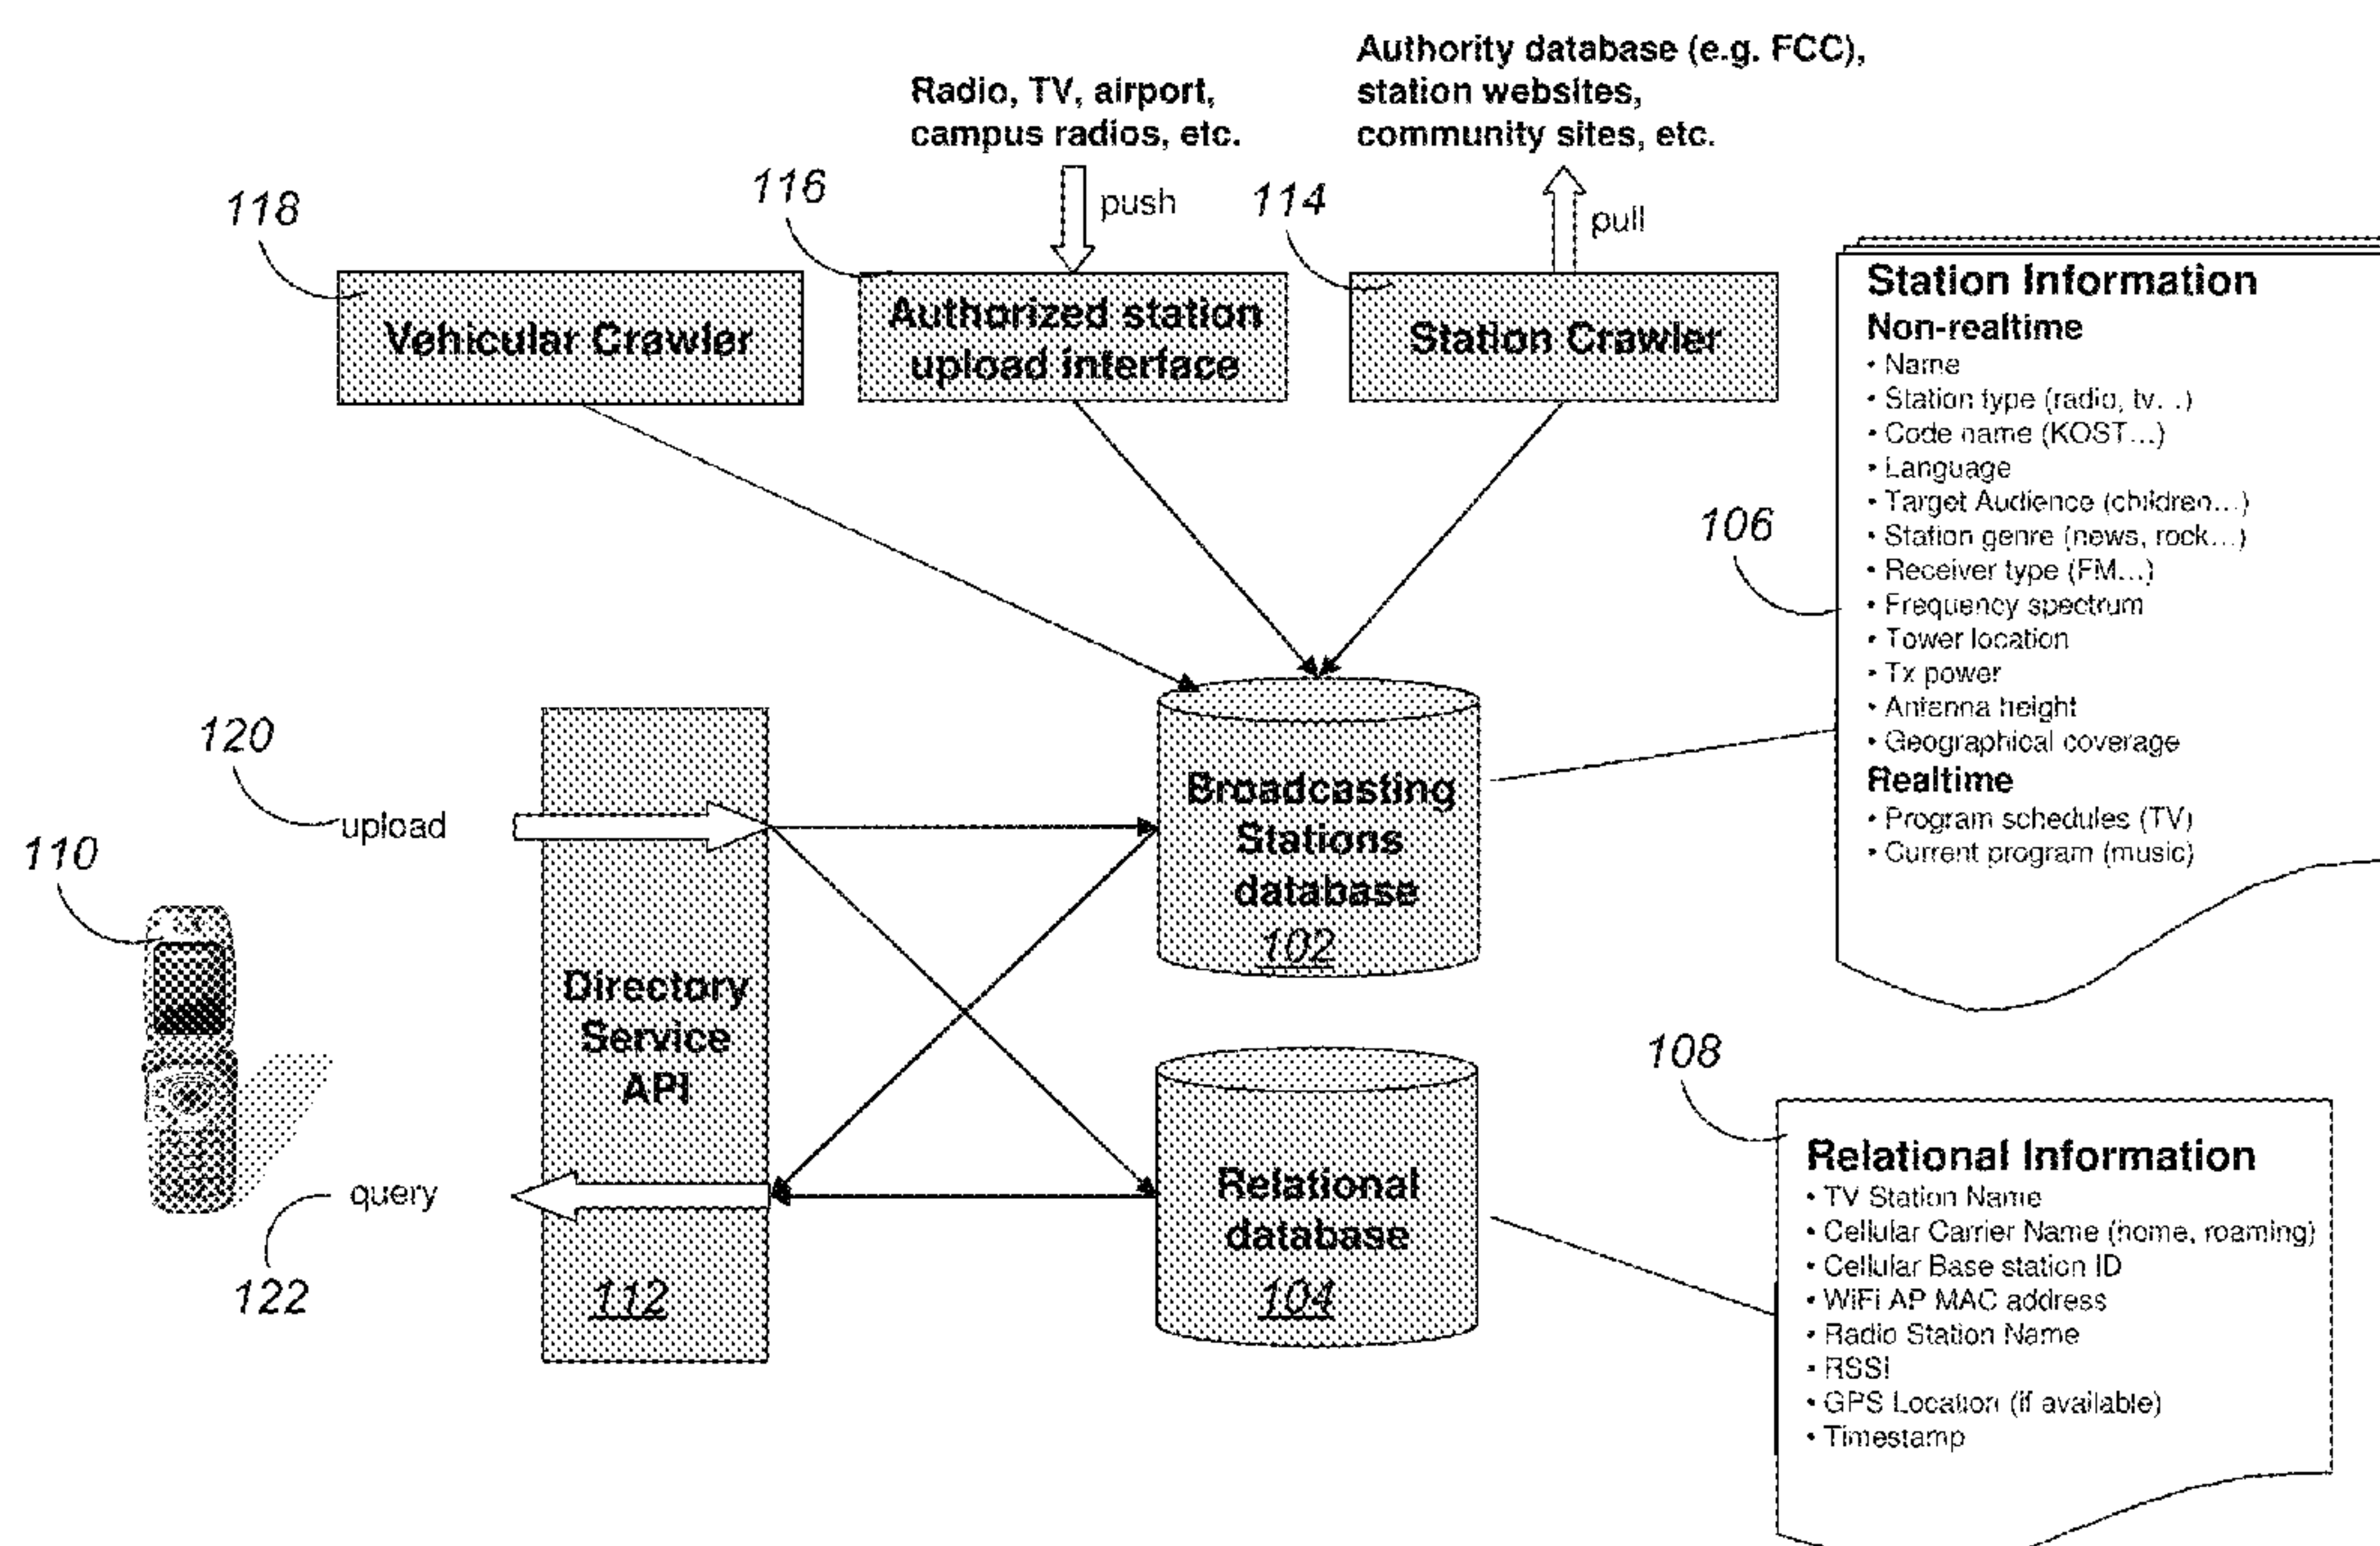 Authority database (e.g. FCC),
station websites,
community sites, etc.
Radio, TV, airport,
campus radios, etc.
push
pull
118
116
114
Vehicular Crawler
Authorized station
upload interface
Station Crawler
106
Station Information
Non-realtime
• Name
• Station type (radio, tv...)
• Code name (KOST...)
• Language
• Target Audience (children...)
• Station genre (news, rock...)
• Receiver type (FM...)
• Frequency spectrum
• Tower location
• Tx power
• Antenna height
• Geographical coverage
Realtime
• Program schedules (TV)
• Current program (music)
120
upload
110
Directory
Service
API
112
query
122
Broadcasting
Stations
database
102
Relational
database
104
108
Relational Information
• TV Station Name
• Cellular Carrier Name (home, roaming)
• Cellular Base station ID
• WiFi AP MAC address
• Radio Station Name
• RSSI
• GPS Location (if available)
• Timestamp